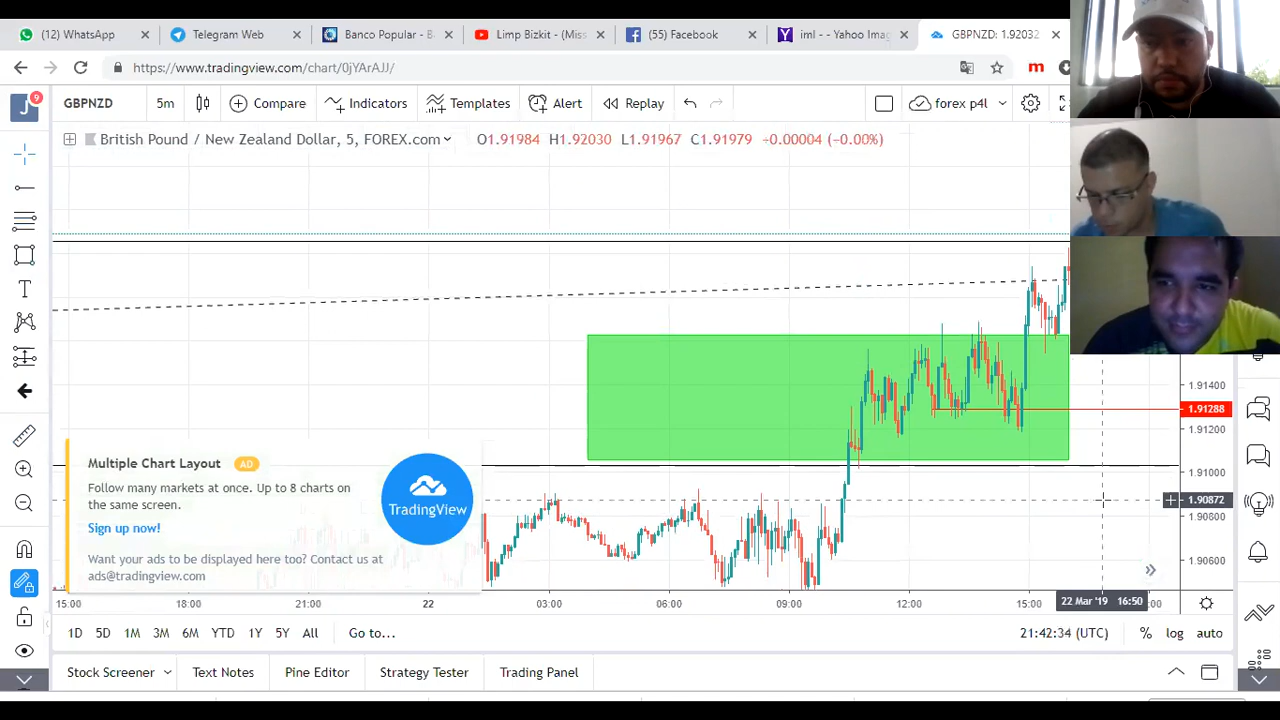 (12) WhatsApp
Telegram Web
Banco Popular - B
Limp Bizkit - (Miss
(55) Facebook
iml - - Yahoo Imag
GBPNZD: 1.92032
https://www.tradingview.com/chart/0jYArAJJ/
m
J
9
GBPNZD
5m
Compare
Indicators
Templates
Alert
Replay
forex p4l
British Pound / New Zealand Dollar, 5, FOREX.com
O1.91984 H1.92030 L1.91967 C1.91979 −0.00004 (−0.00%)
T
1.91400
1.91288
1.91200
1.91000
1.90872
1.90800
1.90600
Multiple Chart Layout AD
Follow many markets at once. Up to 8 charts on
the same screen.
Sign up now!
Want your ads to be displayed here too? Contact us at
ads@tradingview.com
TradingView
15:00 18:00 21:00 22 03:00 06:00 09:00 12:00 15:00 22 Mar '19 16:50
1D 5D 1M 3M 6M YTD 1Y 5Y All Go to...
21:42:34 (UTC) % log auto
Stock Screener Text Notes Pine Editor Strategy Tester Trading Panel